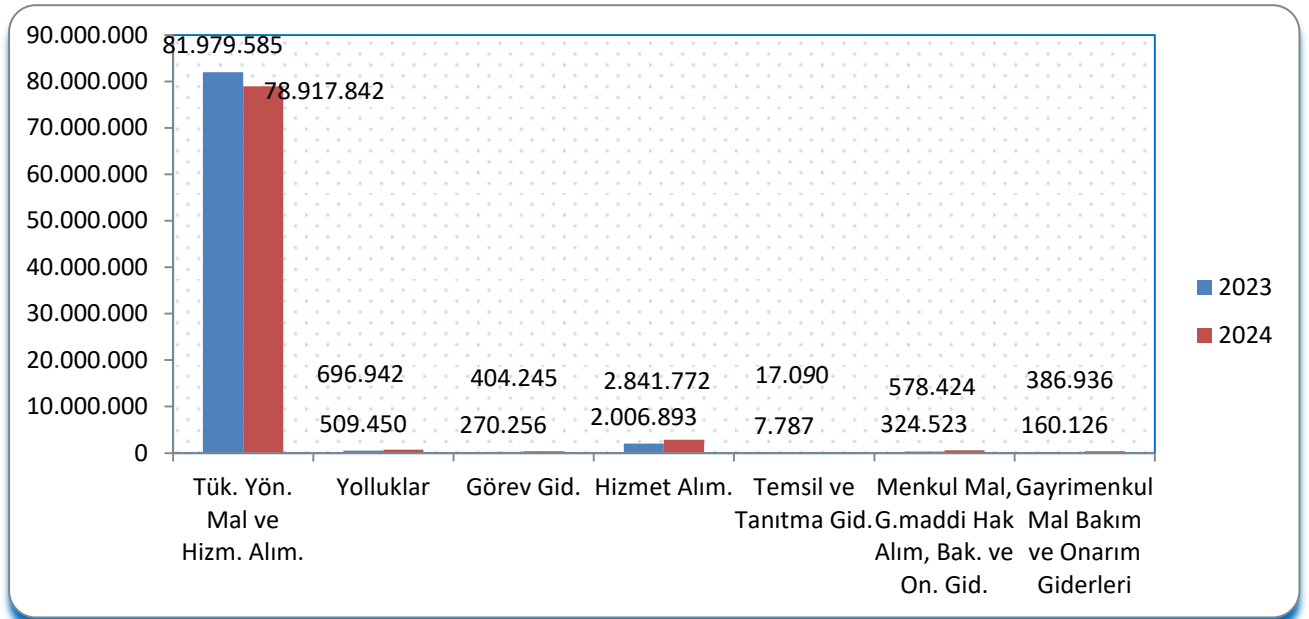 90.000.000
80.000.000
70.000.000
60.000.000
50.000.000
40.000.000
30.000.000
20.000.000
10.000.000
0
81.979.585
78.917.842
696.942
509.450
404.245
270.256
2.841.772
2.006.893
17.090
7.787
578.424
324.523
386.936
160.126
Tük. Yön.
Mal ve
Hizm. Alım.
Yolluklar
Görev Gid.
Hizmet Alım.
Temsil ve
Tanıtma Gid.
Menkul Mal,
G.maddi Hak
Alım, Bak. ve
On. Gid.
Gayrimenkul
Mal Bakım
ve Onarım
Giderleri
2023
2024